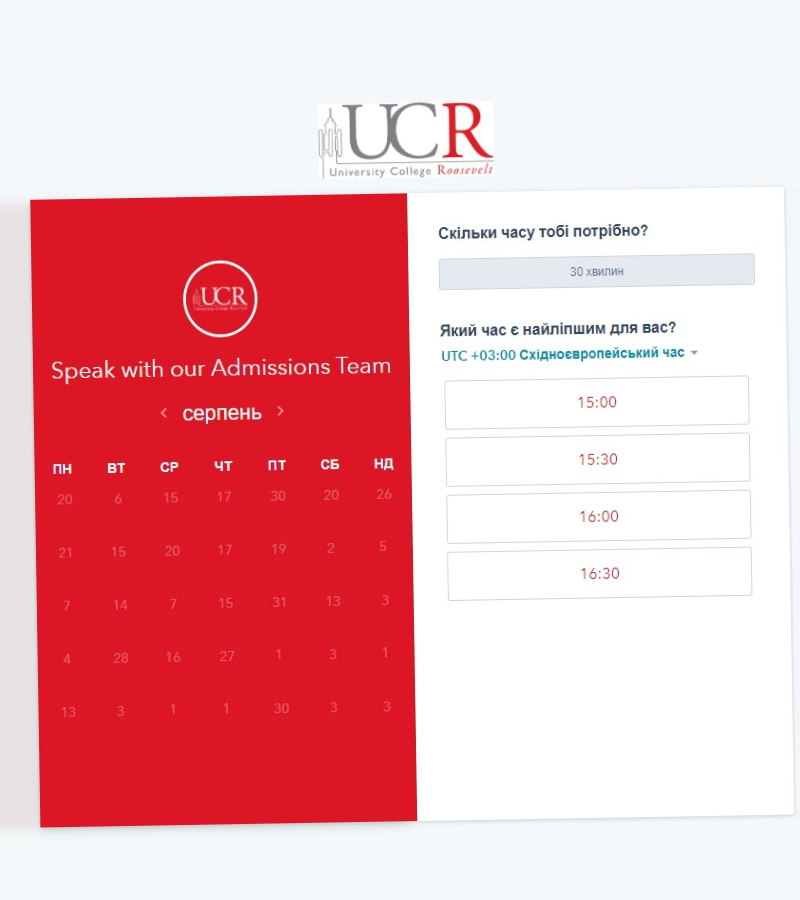 UCR
University College Roosevelt
UCR
Speak with our Admissions Team
< серпень >
ПН ВТ СР ЧТ ПТ СБ НД
20 6 15 17 30 20 26
21 15 20 17 19 2 5
7 14 7 15 31 13 3
4 28 16 27 1 3 1
13 3 1 1 30 3 3
Скільки часу тобі потрібно?
30 хвилин
Який час є найліпшим для вас?
UTC +03:00 Східноєвропейський час
15:00
15:30
16:00
16:30